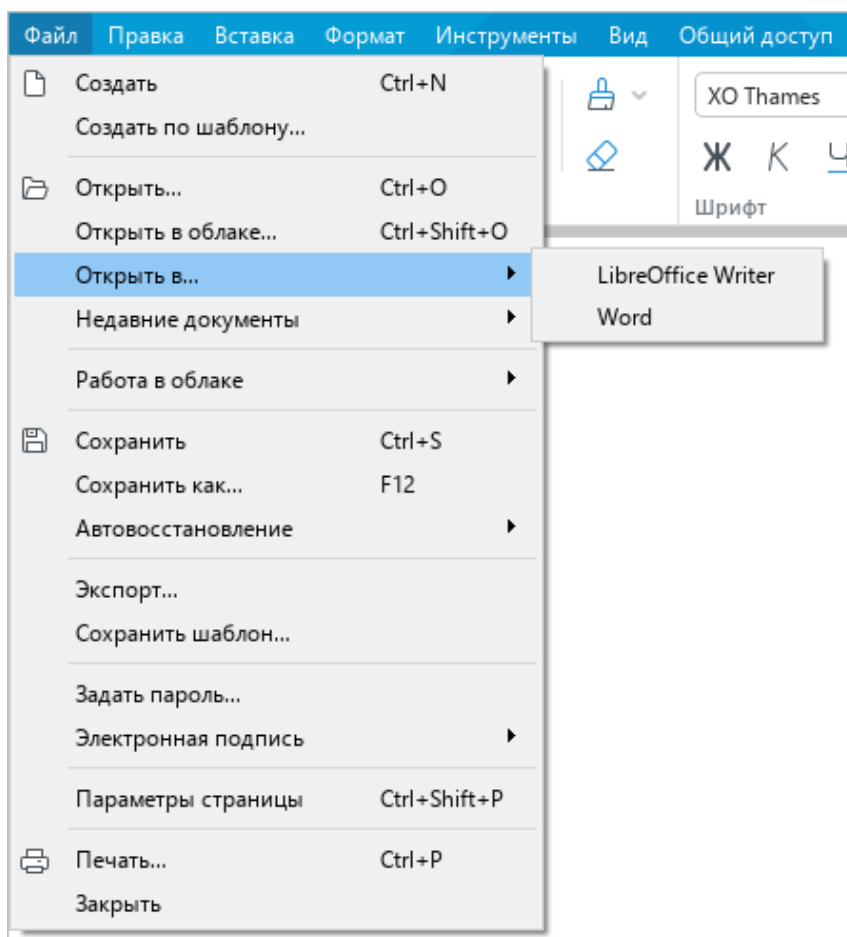 Файл Правка Вставка Формат Инструменты Вид Общий доступ
Создать Ctrl+N
Создать по шаблону...
Открыть... Ctrl+O
Открыть в облаке... Ctrl+Shift+O
Открыть в...
Недавние документы
Работа в облаке
Сохранить Ctrl+S
Сохранить как... F12
Автовосстановление
Экспорт...
Сохранить шаблон...
Задать пароль...
Электронная подпись
Параметры страницы Ctrl+Shift+P
Печать... Ctrl+P
Закрыть
LibreOffice Writer
Word
XO Thames
Ж К Ч
Шрифт